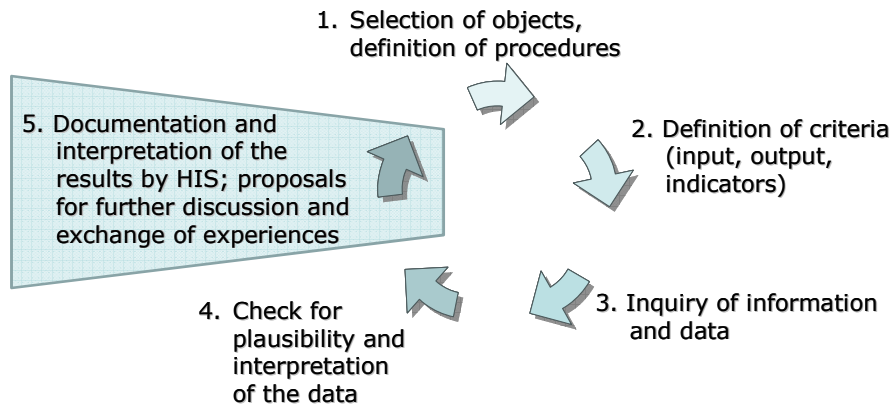 1. Selection of objects,
definition of procedures
2. Definition of criteria
(input, output,
indicators)
3. Inquiry of information
and data
4. Check for
plausibility and
interpretation
of the data
5. Documentation and
interpretation of the
results by HIS; proposals
for further discussion and
exchange of experiences